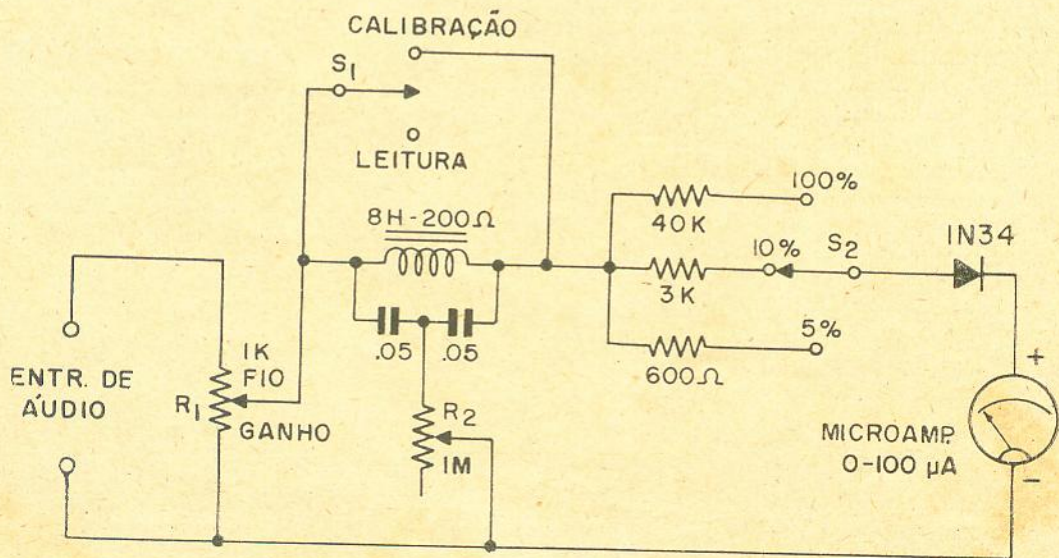 CALIBRAÇÃO
S1
LEITURA
8H-200Ω
.05 .05
ENTR. DE
ÁUDIO
R1
1K
FIO
GANHO
R2
1M
100%
40K
10%
3K
S2
5%
600Ω
1N34
+
MICROAMP.
0-100 µA
-